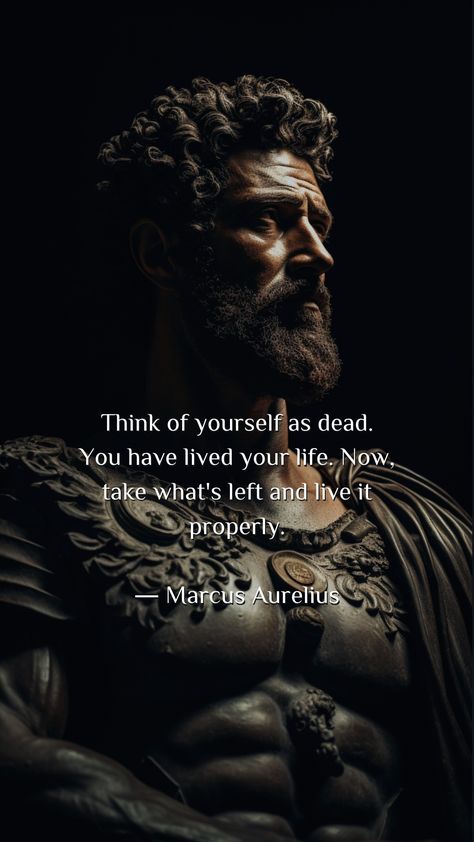 Think of yourself as dead.
You have lived your life. Now,
take what's left and live it
properly.
— Marcus Aurelius